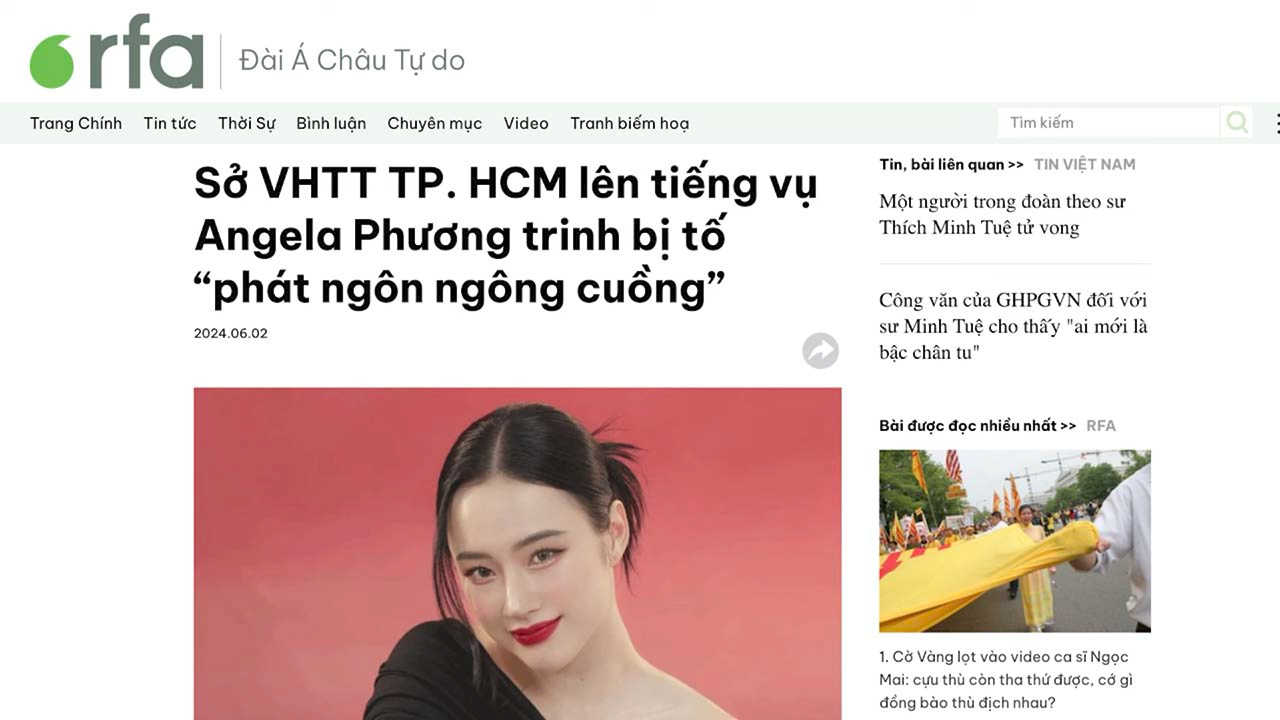 rfa Đài Á Châu Tự do
Trang Chính Tin tức Thời Sự Bình luận Chuyên mục Video Tranh biếm hoạ
Tìm kiếm
Sở VHTT TP. HCM lên tiếng vụ
Angela Phương trinh bị tố
“phát ngôn ngông cuồng”
2024.06.02
Tin, bài liên quan >> TIN VIỆT NAM
Một người trong đoàn theo sư
Thích Minh Tuệ tử vong
Công văn của GHPGVN đối với
sư Minh Tuệ cho thấy "ai mới là
bậc chân tu"
Bài được đọc nhiều nhất >> RFA
1. Cờ Vàng lọt vào video ca sĩ Ngọc
Mai: cựu thù còn tha thứ được, cớ gì
đồng bào thù địch nhau?